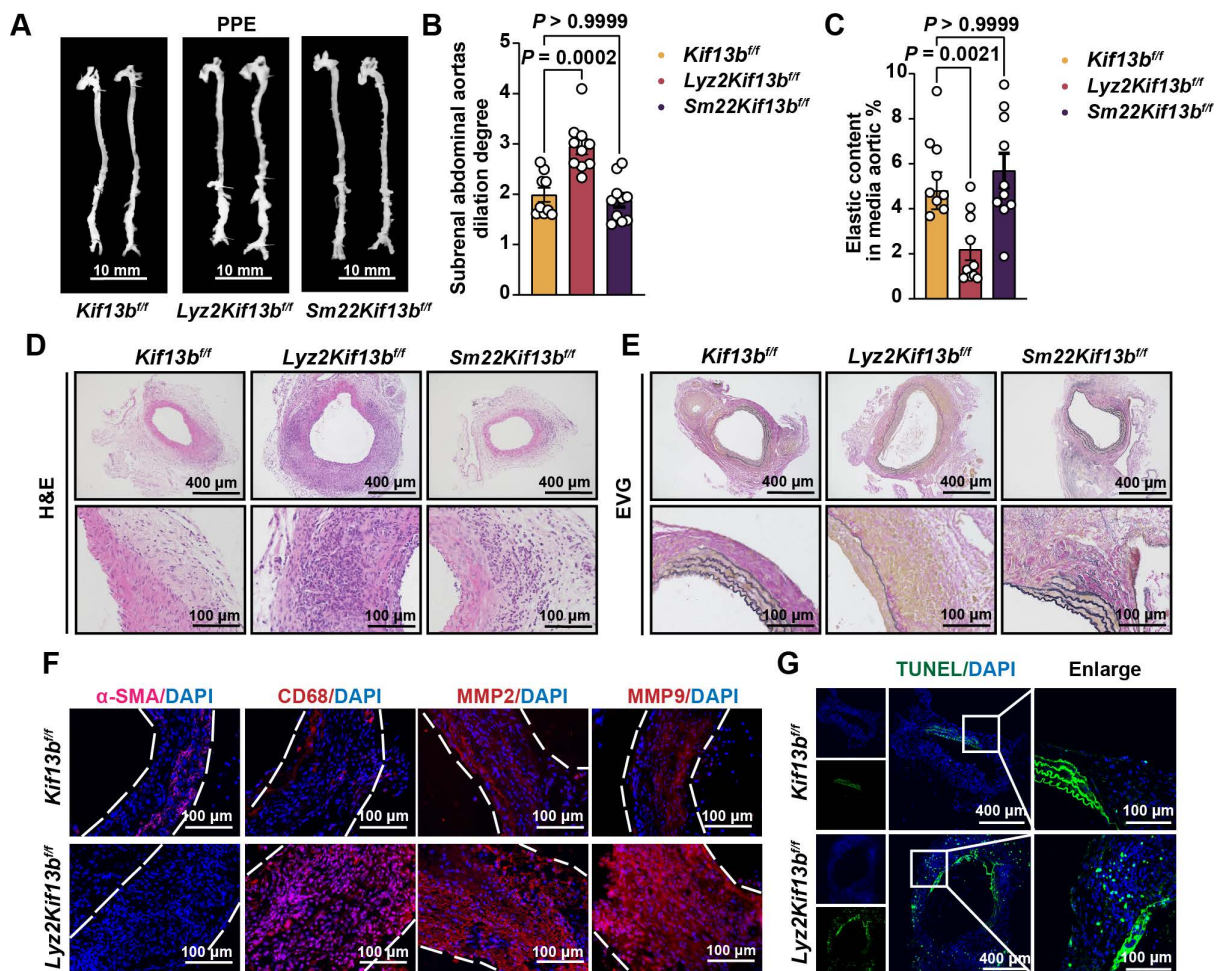 A
PPE
10 mm
10 mm
10 mm
Kif13bf/f
Lyz2Kif13bf/f
Sm22Kif13bf/f
B
P > 0.9999
P = 0.0002
5
4
3
2
1
0
Subrenal abdominal aortas
dilation degree
Kif13bf/f
Lyz2Kif13bf/f
Sm22Kif13bf/f
C
P > 0.9999
P = 0.0021
10
8
6
4
2
0
Elastic content
in media aortic %
Kif13bf/f
Lyz2Kif13bf/f
Sm22Kif13bf/f
D
Kif13bf/f
Lyz2Kif13bf/f
Sm22Kif13bf/f
H&E
400 μm
400 μm
400 μm
100 μm
100 μm
100 μm
E
Kif13bf/f
Lyz2Kif13bf/f
Sm22Kif13bf/f
EVG
400 μm
400 μm
400 μm
100 μm
100 μm
100 μm
F
α-SMA/DAPI
CD68/DAPI
MMP2/DAPI
MMP9/DAPI
Kif13bf/f
100 μm
100 μm
100 μm
100 μm
Lyz2Kif13bf/f
100 μm
100 μm
100 μm
100 μm
G
TUNEL/DAPI
Enlarge
Kif13bf/f
400 μm
100 μm
Lyz2Kif13bf/f
400 μm
100 μm